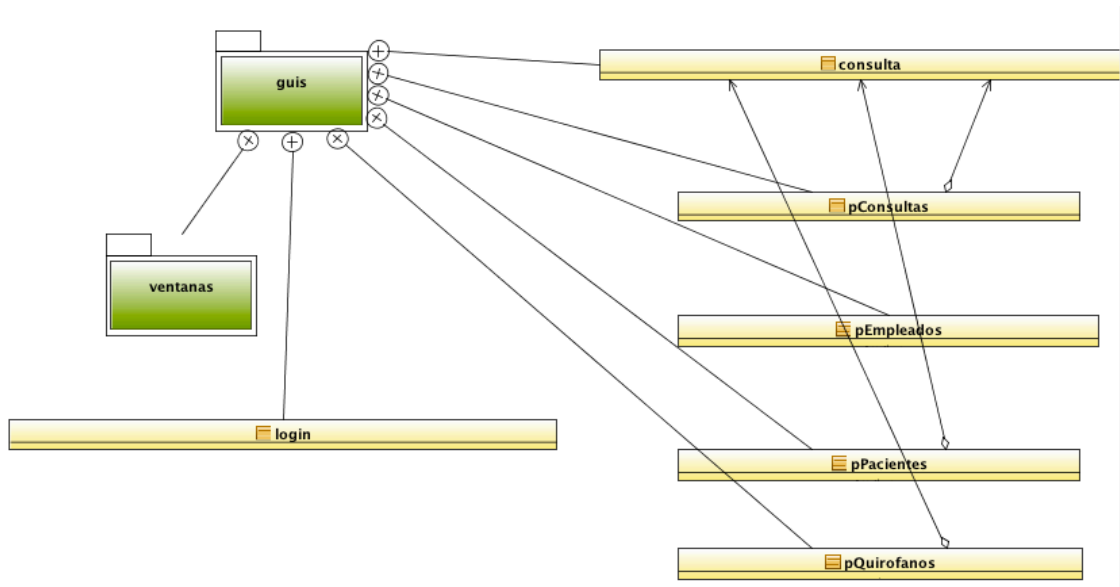 guis
consulta
pConsultas
ventanas
pEmpleados
login
pPacientes
pQuirofanos